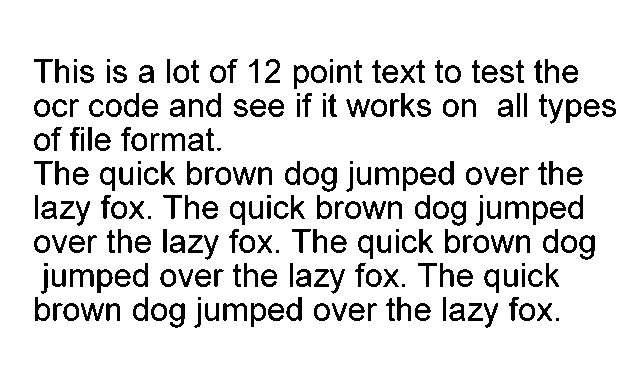 This is a lot of 12 point text to test the
ocr code and see if it works on  all types
of file format.
The quick brown dog jumped over the
lazy fox. The quick brown dog jumped
over the lazy fox. The quick brown dog
 jumped over the lazy fox. The quick
brown dog jumped over the lazy fox.